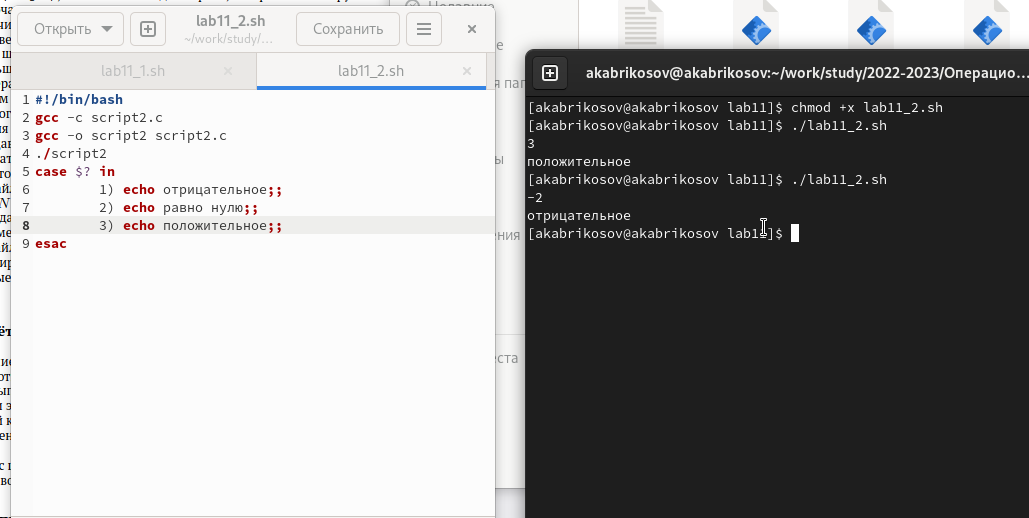 Открыть
lab11_2.sh
~/work/study/...
Сохранить
lab11_1.sh
lab11_2.sh
1 #!/bin/bash
2 gcc -c script2.c
3 gcc -o script2 script2.c
4 ./script2
5 case $? in
6 1) echo отрицательное;;
7 2) echo равно нулю;;
8 3) echo положительное;;
9 esac
akabrikosov@akabrikosov:~/work/study/2022-2023/Операцио...
[akabrikosov@akabrikosov lab11]$ chmod +x lab11_2.sh
[akabrikosov@akabrikosov lab11]$ ./lab11_2.sh
3
положительное
[akabrikosov@akabrikosov lab11]$ ./lab11_2.sh
-2
отрицательное
[akabrikosov@akabrikosov lab11]$